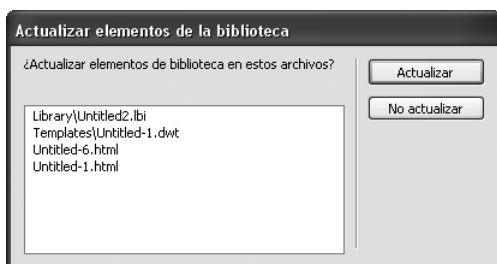 Actualizar elementos de la biblioteca
¿Actualizar elementos de biblioteca en estos archivos?
Actualizar
No actualizar
Library\Untitled2.lbi
Templates\Untitled-1.dwt
Untitled-6.html
Untitled-1.html